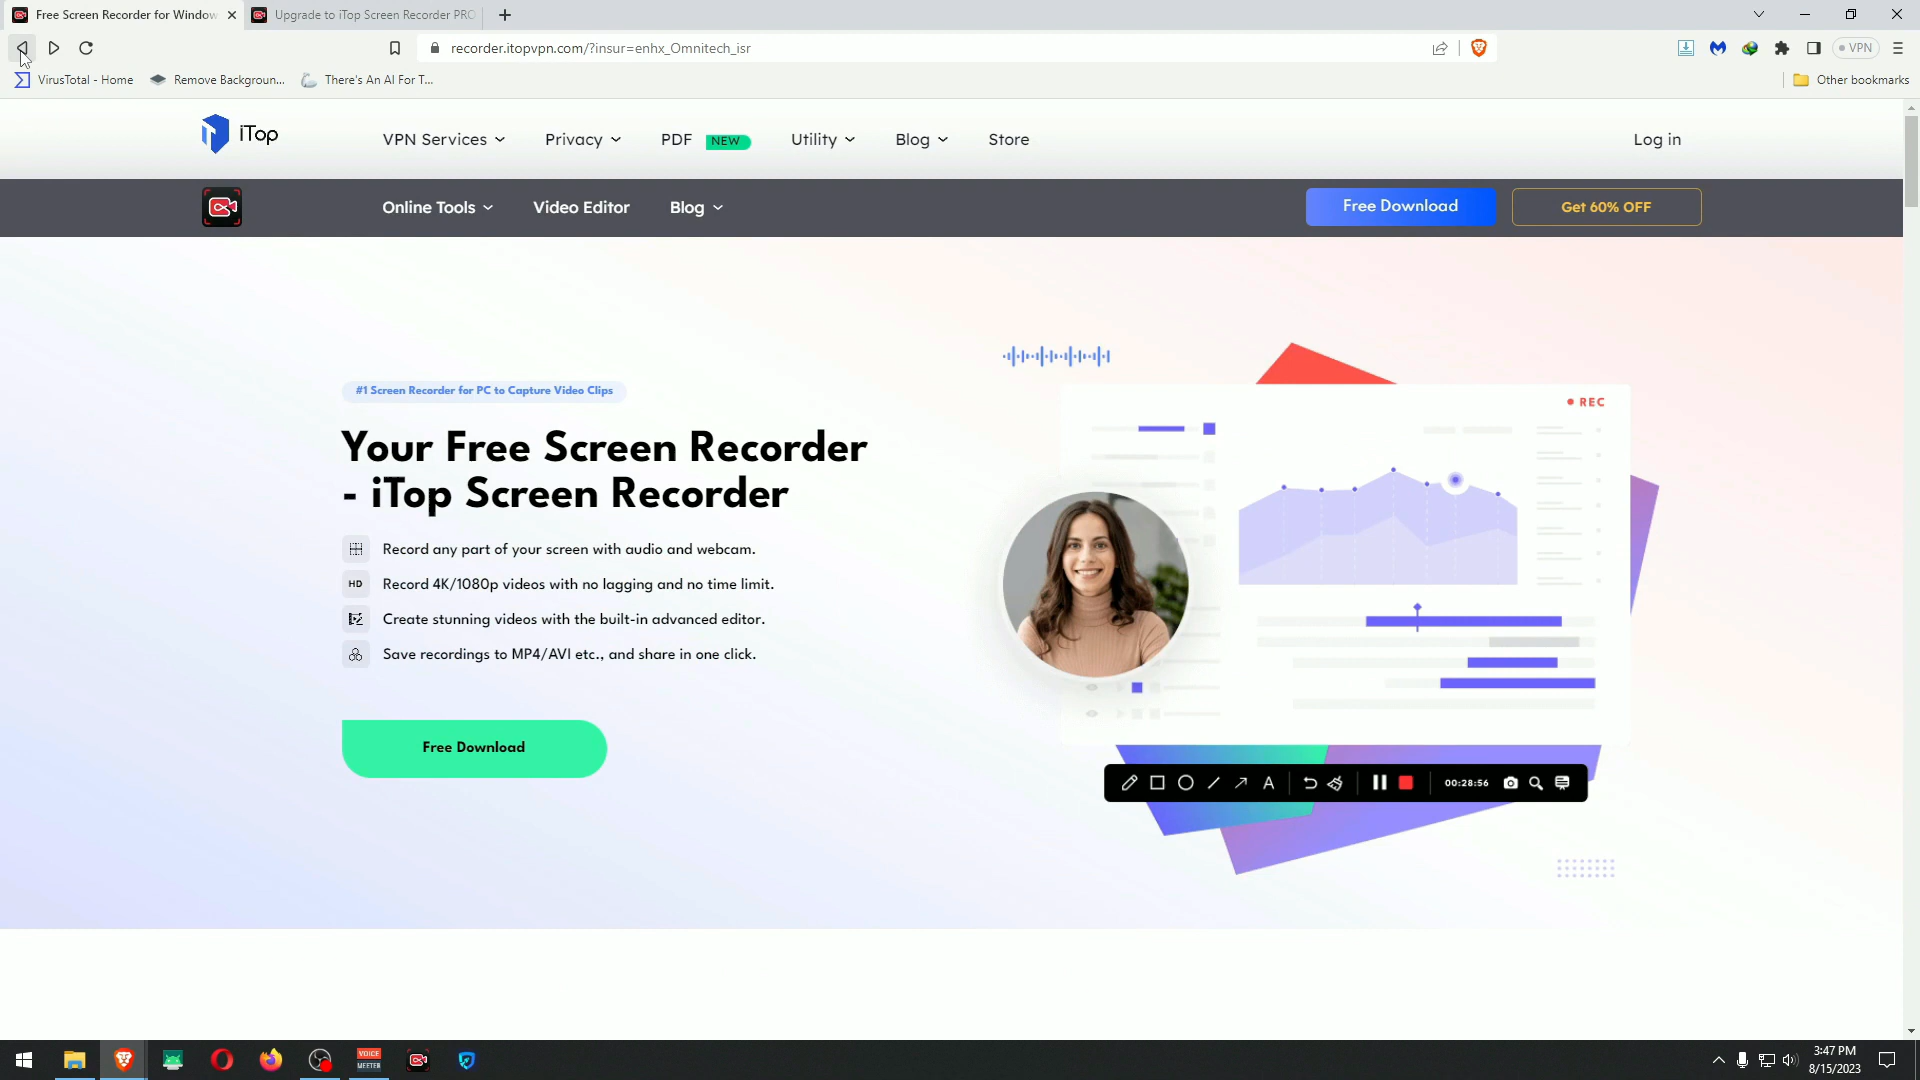 Free Screen Recorder for Window
Upgrade to iTop Screen Recorder PRO
recorder.itopvpn.com/?insur=enhx_Omnitech_isr
VPN
VirusTotal - Home
Remove Backgroun...
There's An AI For T...
Other bookmarks
iTop
VPN Services
Privacy
PDF
NEW
Utility
Blog
Store
Log in
Online Tools
Video Editor
Blog
Free Download
Get 60% OFF
#1 Screen Recorder for PC to Capture Video Clips
Your Free Screen Recorder
- iTop Screen Recorder
Record any part of your screen with audio and webcam.
HD
Record 4K/1080p videos with no lagging and no time limit.
Create stunning videos with the built-in advanced editor.
Save recordings to MP4/AVI etc., and share in one click.
Free Download
REC
A
00:28:56
VOICE
MEETER
3:47 PM
8/15/2023